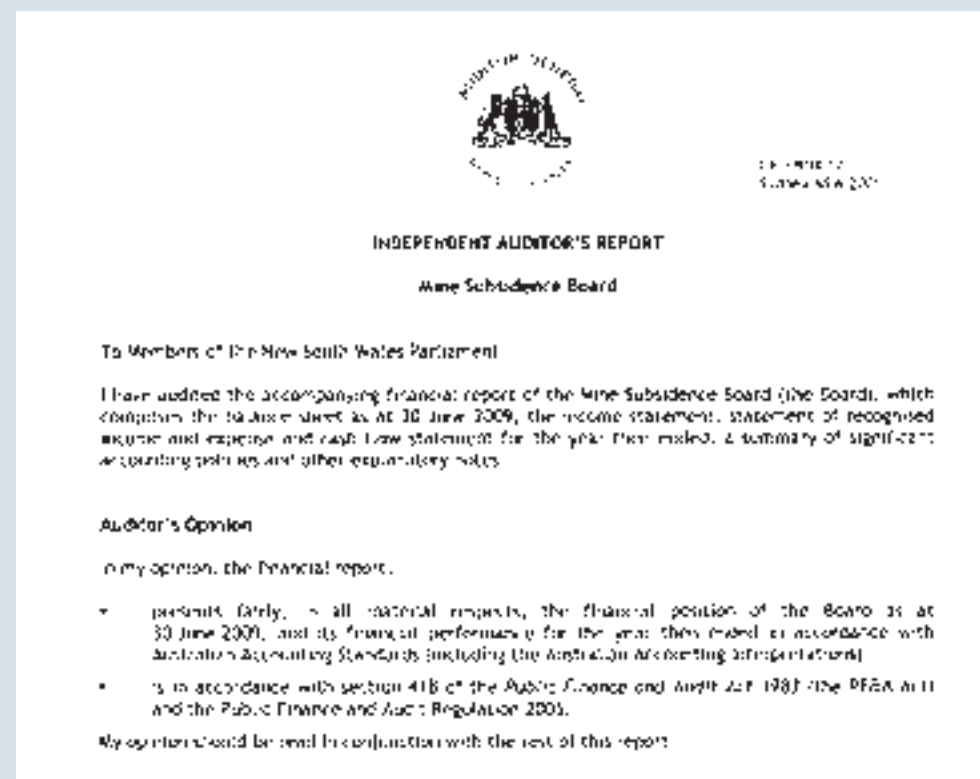 AUDITOR GENERAL
Sydney NSW 2001
INDEPENDENT AUDITOR'S REPORT
Mine Subsidence Board
To Members of the New South Wales Parliament
I have audited the accompanying financial report of the Mine Subsidence Board (the Board), which
comprises the balance sheet as at 30 June 2009, the income statement, statement of recognised
income and expense and cash flow statement for the year then ended, a summary of significant
accounting policies and other explanatory notes.
Auditor's Opinion
In my opinion, the financial report:
• presents fairly, in all material respects, the financial position of the Board as at
30 June 2009, and its financial performance for the year then ended in accordance with
Australian Accounting Standards (including the Australian Accounting Interpretations)
• is in accordance with section 41B of the Public Finance and Audit Act 1983 (the PF&A Act)
and the Public Finance and Audit Regulation 2005.
My opinion should be read in conjunction with the rest of this report